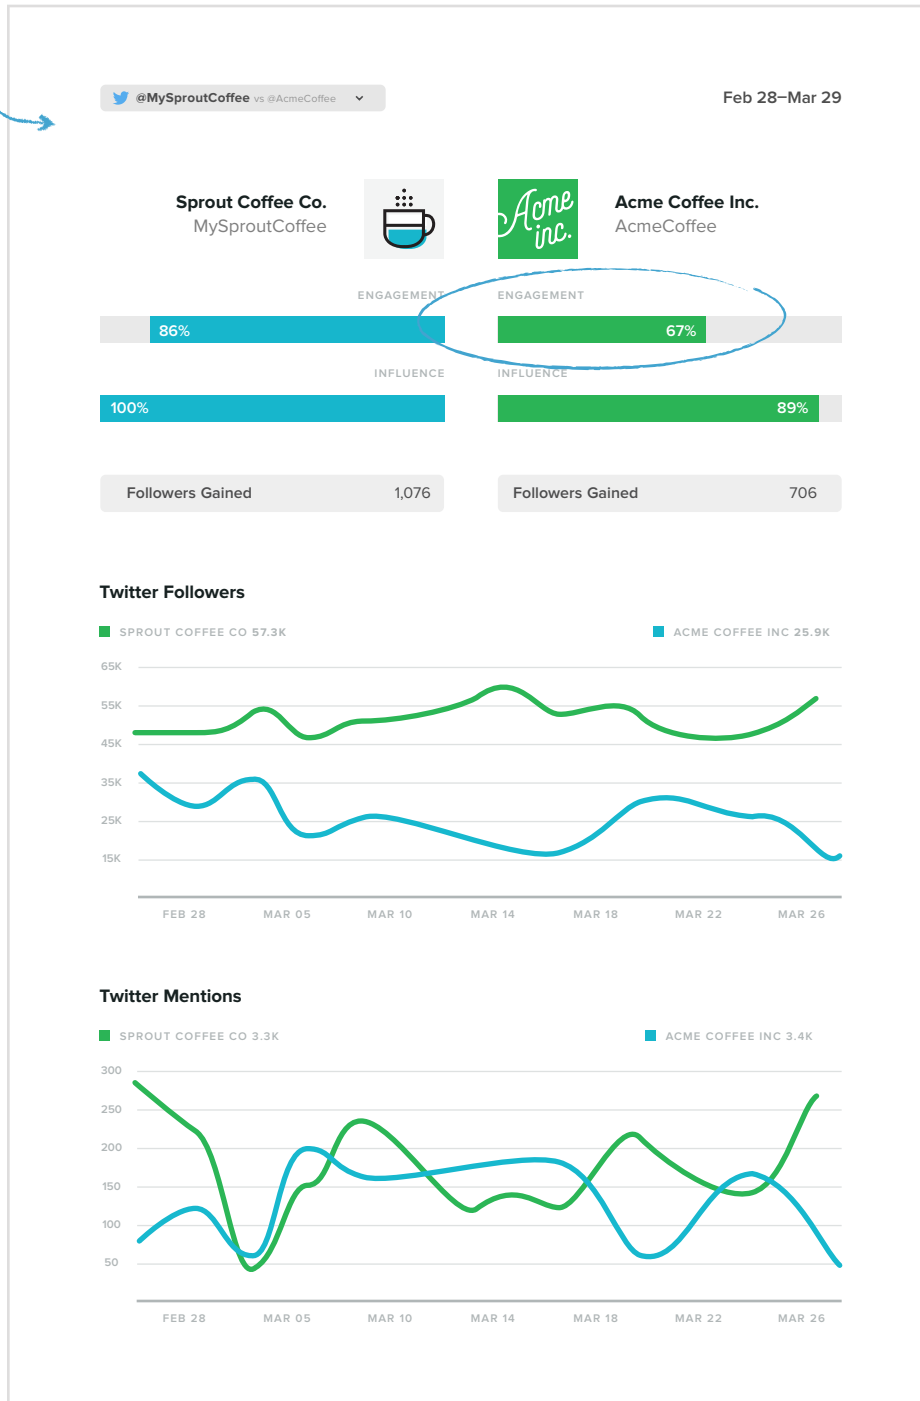 @MySproutCoffee vs @AcmeCoffee
Feb 28–Mar 29
Sprout Coffee Co.
MySproutCoffee
Acme
inc.
Acme Coffee Inc.
AcmeCoffee
ENGAGEMENT
ENGAGEMENT
86%
67%
INFLUENCE
INFLUENCE
100%
89%
Followers Gained 1,076
Followers Gained 706
Twitter Followers
SPROUT COFFEE CO 57.3K
ACME COFFEE INC 25.9K
65K
55K
45K
35K
25K
15K
FEB 28 MAR 05 MAR 10 MAR 14 MAR 18 MAR 22 MAR 26
Twitter Mentions
SPROUT COFFEE CO 3.3K
ACME COFFEE INC 3.4K
300
250
200
150
100
50
FEB 28 MAR 05 MAR 10 MAR 14 MAR 18 MAR 22 MAR 26